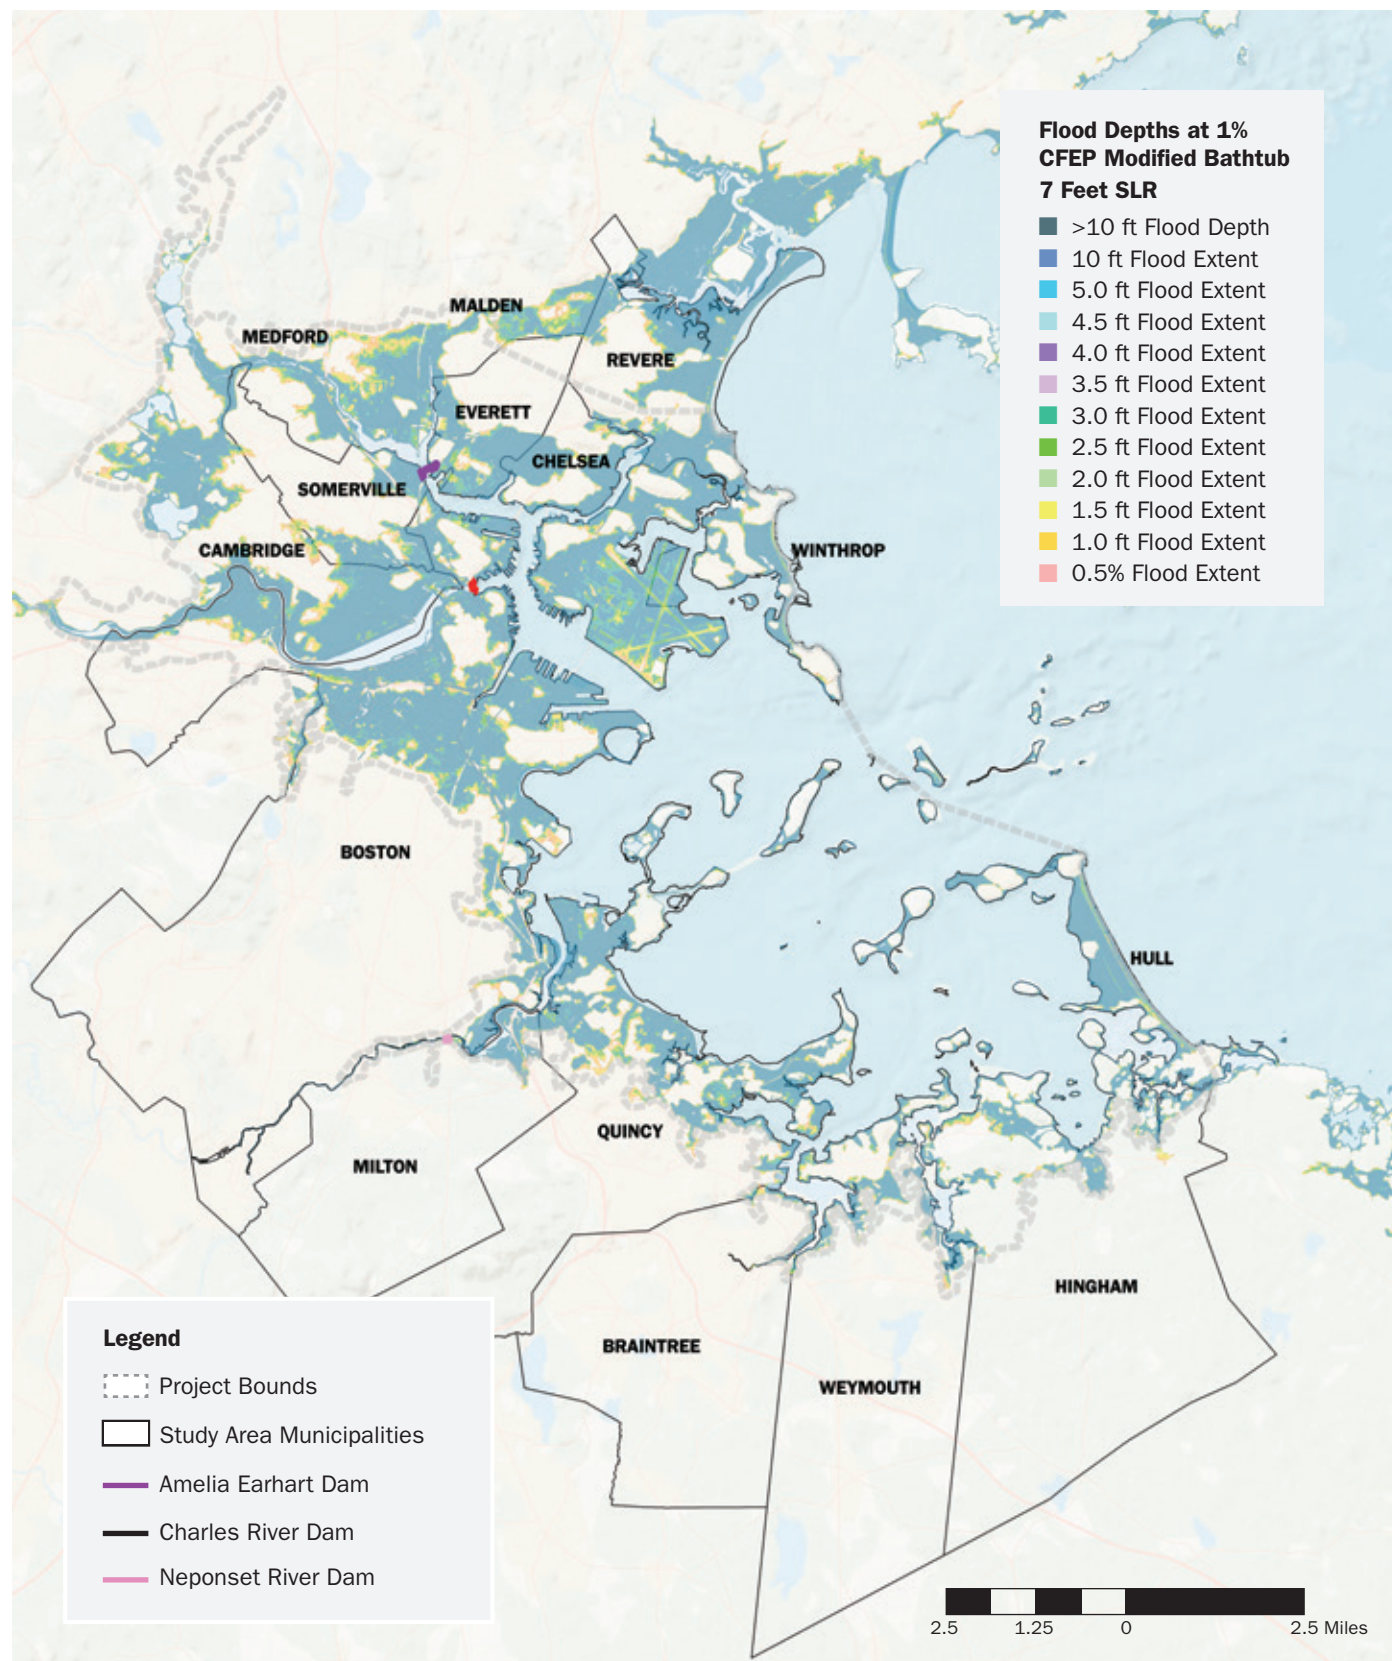 Flood Depths at 1%
CFEP Modified Bathtub
7 Feet SLR
>10 ft Flood Depth
10 ft Flood Extent
5.0 ft Flood Extent
4.5 ft Flood Extent
4.0 ft Flood Extent
3.5 ft Flood Extent
3.0 ft Flood Extent
2.5 ft Flood Extent
2.0 ft Flood Extent
1.5 ft Flood Extent
1.0 ft Flood Extent
0.5% Flood Extent
MALDEN
MEDFORD
REVERE
EVERETT
CHELSEA
SOMERVILLE
CAMBRIDGE
WINTHROP
BOSTON
HULL
QUINCY
MILTON
HINGHAM
BRAINTREE
WEYMOUTH
Legend
Project Bounds
Study Area Municipalities
Amelia Earhart Dam
Charles River Dam
Neponset River Dam
2.5 1.25 0 2.5 Miles